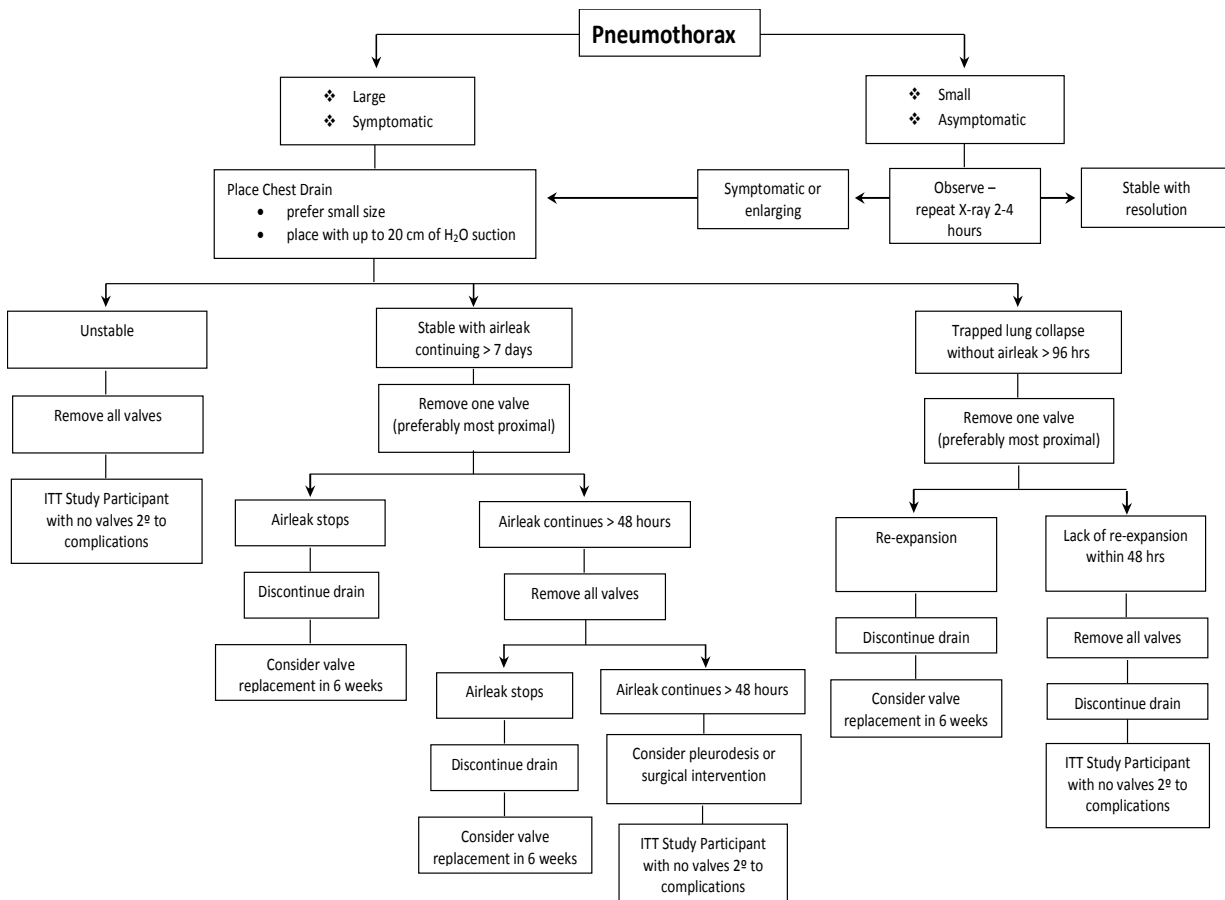 Pneumothorax
❖ Large
❖ Symptomatic
❖ Small
❖ Asymptomatic
Place Chest Drain
• prefer small size
• place with up to 20 cm of H₂O suction
Symptomatic or
enlarging
Observe –
repeat X-ray 2-4
hours
Stable with
resolution
Unstable
Stable with airleak
continuing > 7 days
Trapped lung collapse
without airleak > 96 hrs
Remove all valves
Remove one valve
(preferably most proximal)
Remove one valve
(preferably most proximal)
ITT Study Participant
with no valves 2º to
complications
Airleak stops
Airleak continues > 48 hours
Re-expansion
Lack of re-expansion
within 48 hrs
Discontinue drain
Remove all valves
Discontinue drain
Remove all valves
Consider valve
replacement in 6 weeks
Airleak stops
Airleak continues > 48 hours
Consider valve
replacement in 6 weeks
Discontinue drain
Discontinue drain
Consider pleurodesis or
surgical intervention
ITT Study Participant
with no valves 2º to
complications
Consider valve
replacement in 6 weeks
ITT Study Participant
with no valves 2º to
complications